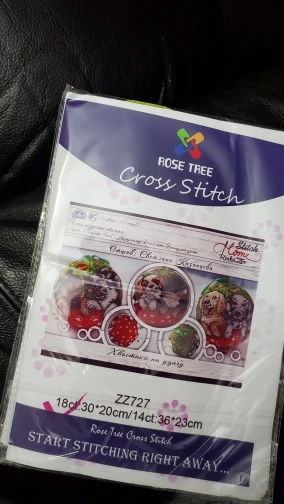 ROSE TREE
Cross Stitch
Stitch
Home
Хвостики на удачу
ZZ727
18ct:30*20cm/14ct:36*23cm
Rose Tree Cross Stitch
START STITCHING RIGHT AWAY...